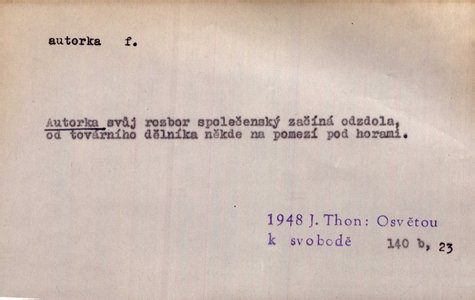 autorka f.
Autorka svůj rozbor společenský začíná odzdola,
od továrního dělníka někde na pomezí pod horami.
1948 J. Thon: Osvětou
k svobodě 140 b, 23